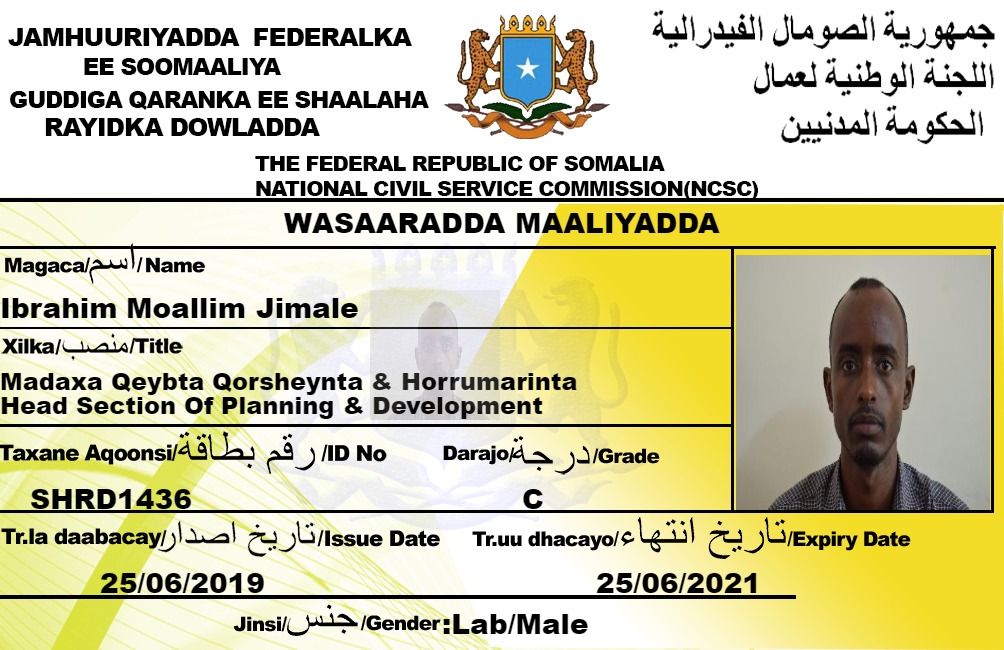 JAMHUURIYADDA FEDERALKA
EE SOOMAALIYA
GUDDIGA QARANKA EE SHAALAHA
RAYIDKA DOWLADDA
جمهورية الصومال الفيدرالية
اللجنة الوطنية لعمال
الحكومة المدنيين
THE FEDERAL REPUBLIC OF SOMALIA
NATIONAL CIVIL SERVICE COMMISSION(NCSC)
WASAARADDA MAALIYADDA
Magaca/اسم/Name
Ibrahim Moallim Jimale
Xilka/منصب/Title
Madaxa Qeybta Qorsheynta & Horrumarinta
Head Section Of Planning & Development
Taxane Aqoonsi/رقم بطاقة/ID No
Darajo/درجة/Grade
SHRD1436
C
Tr.la daabacay/تاريخ اصدار/Issue Date
Tr.uu dhacayo/تاريخ انتهاء/Expiry Date
25/06/2019
25/06/2021
Jinsi/جنس/Gender:Lab/Male